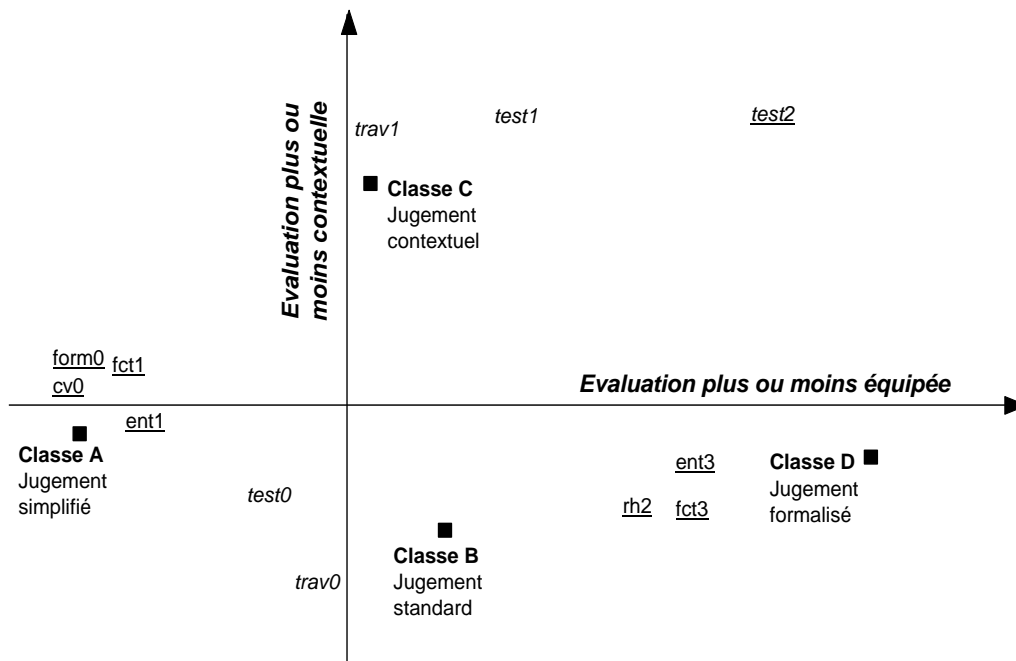 Evaluation plus ou
moins contextuelle
trav1
test1
test2
Classe C
Jugement
contextuel
form0
fct1
cv0
Evaluation plus ou moins équipée
ent1
Classe A
Jugement
simplifié
test0
trav0
Classe B
Jugement
standard
ent3
rh2
fct3
Classe D
Jugement
formalisé